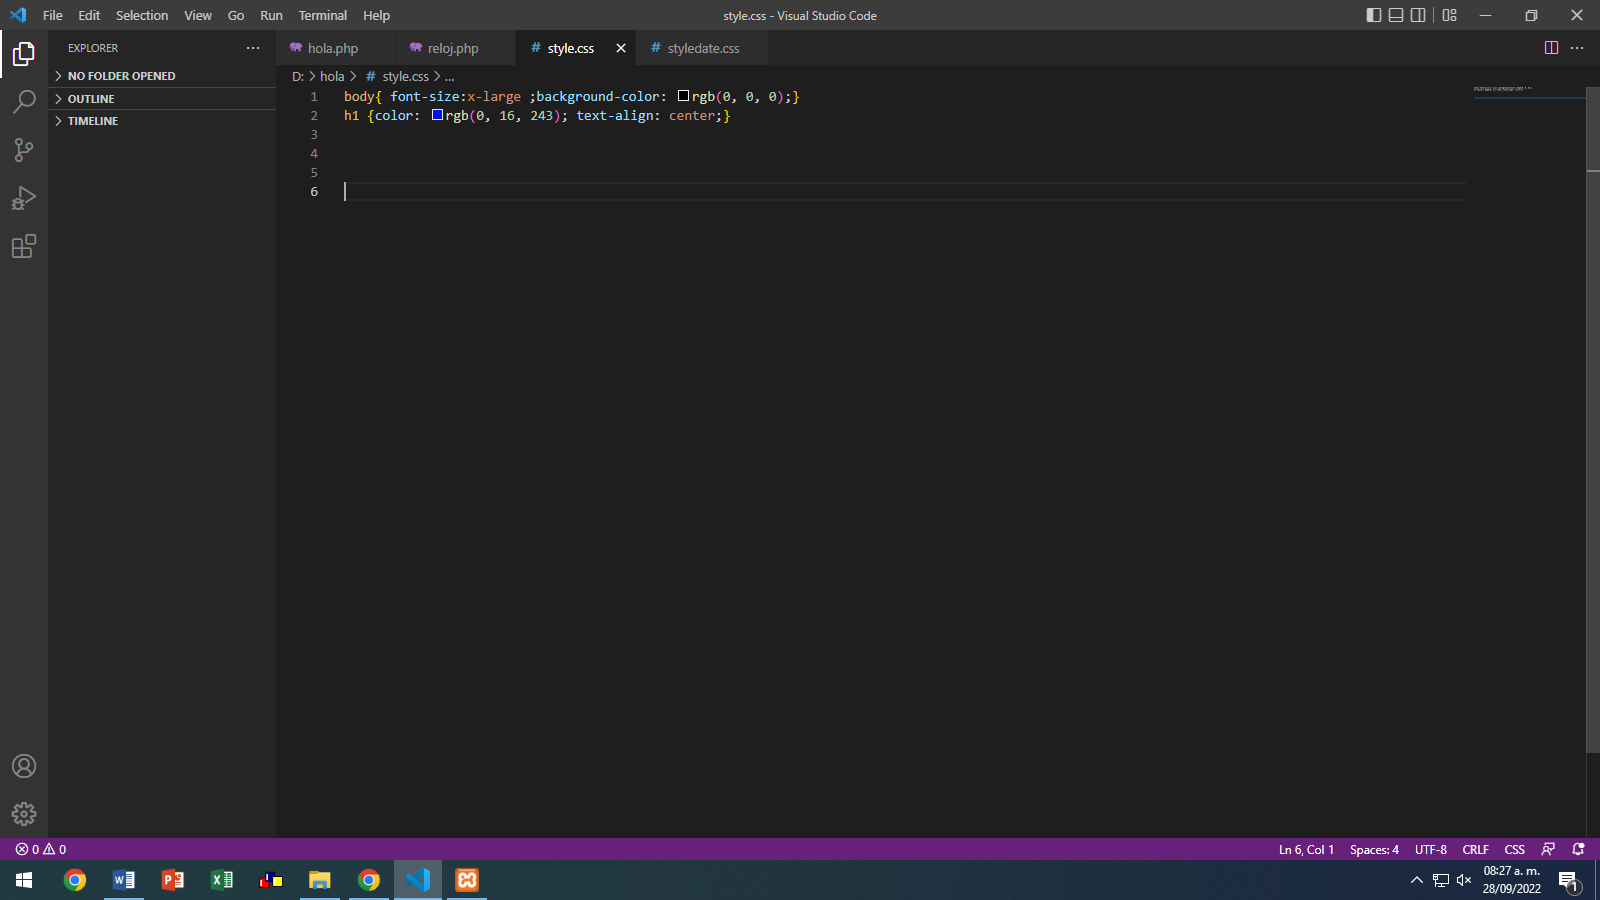 File Edit Selection View Go Run Terminal Help
style.css - Visual Studio Code
EXPLORER
NO FOLDER OPENED
OUTLINE
TIMELINE
hola.php
reloj.php
# style.css
# styledate.css
D: > hola > # style.css > ...
1 body{ font-size:x-large ;background-color: rgb(0, 0, 0);}
2 h1 {color: rgb(0, 16, 243); text-align: center;}
3
4
5
6
0 0
Ln 6, Col 1 Spaces: 4 UTF-8 CRLF CSS
08:27 a. m.
28/09/2022
1